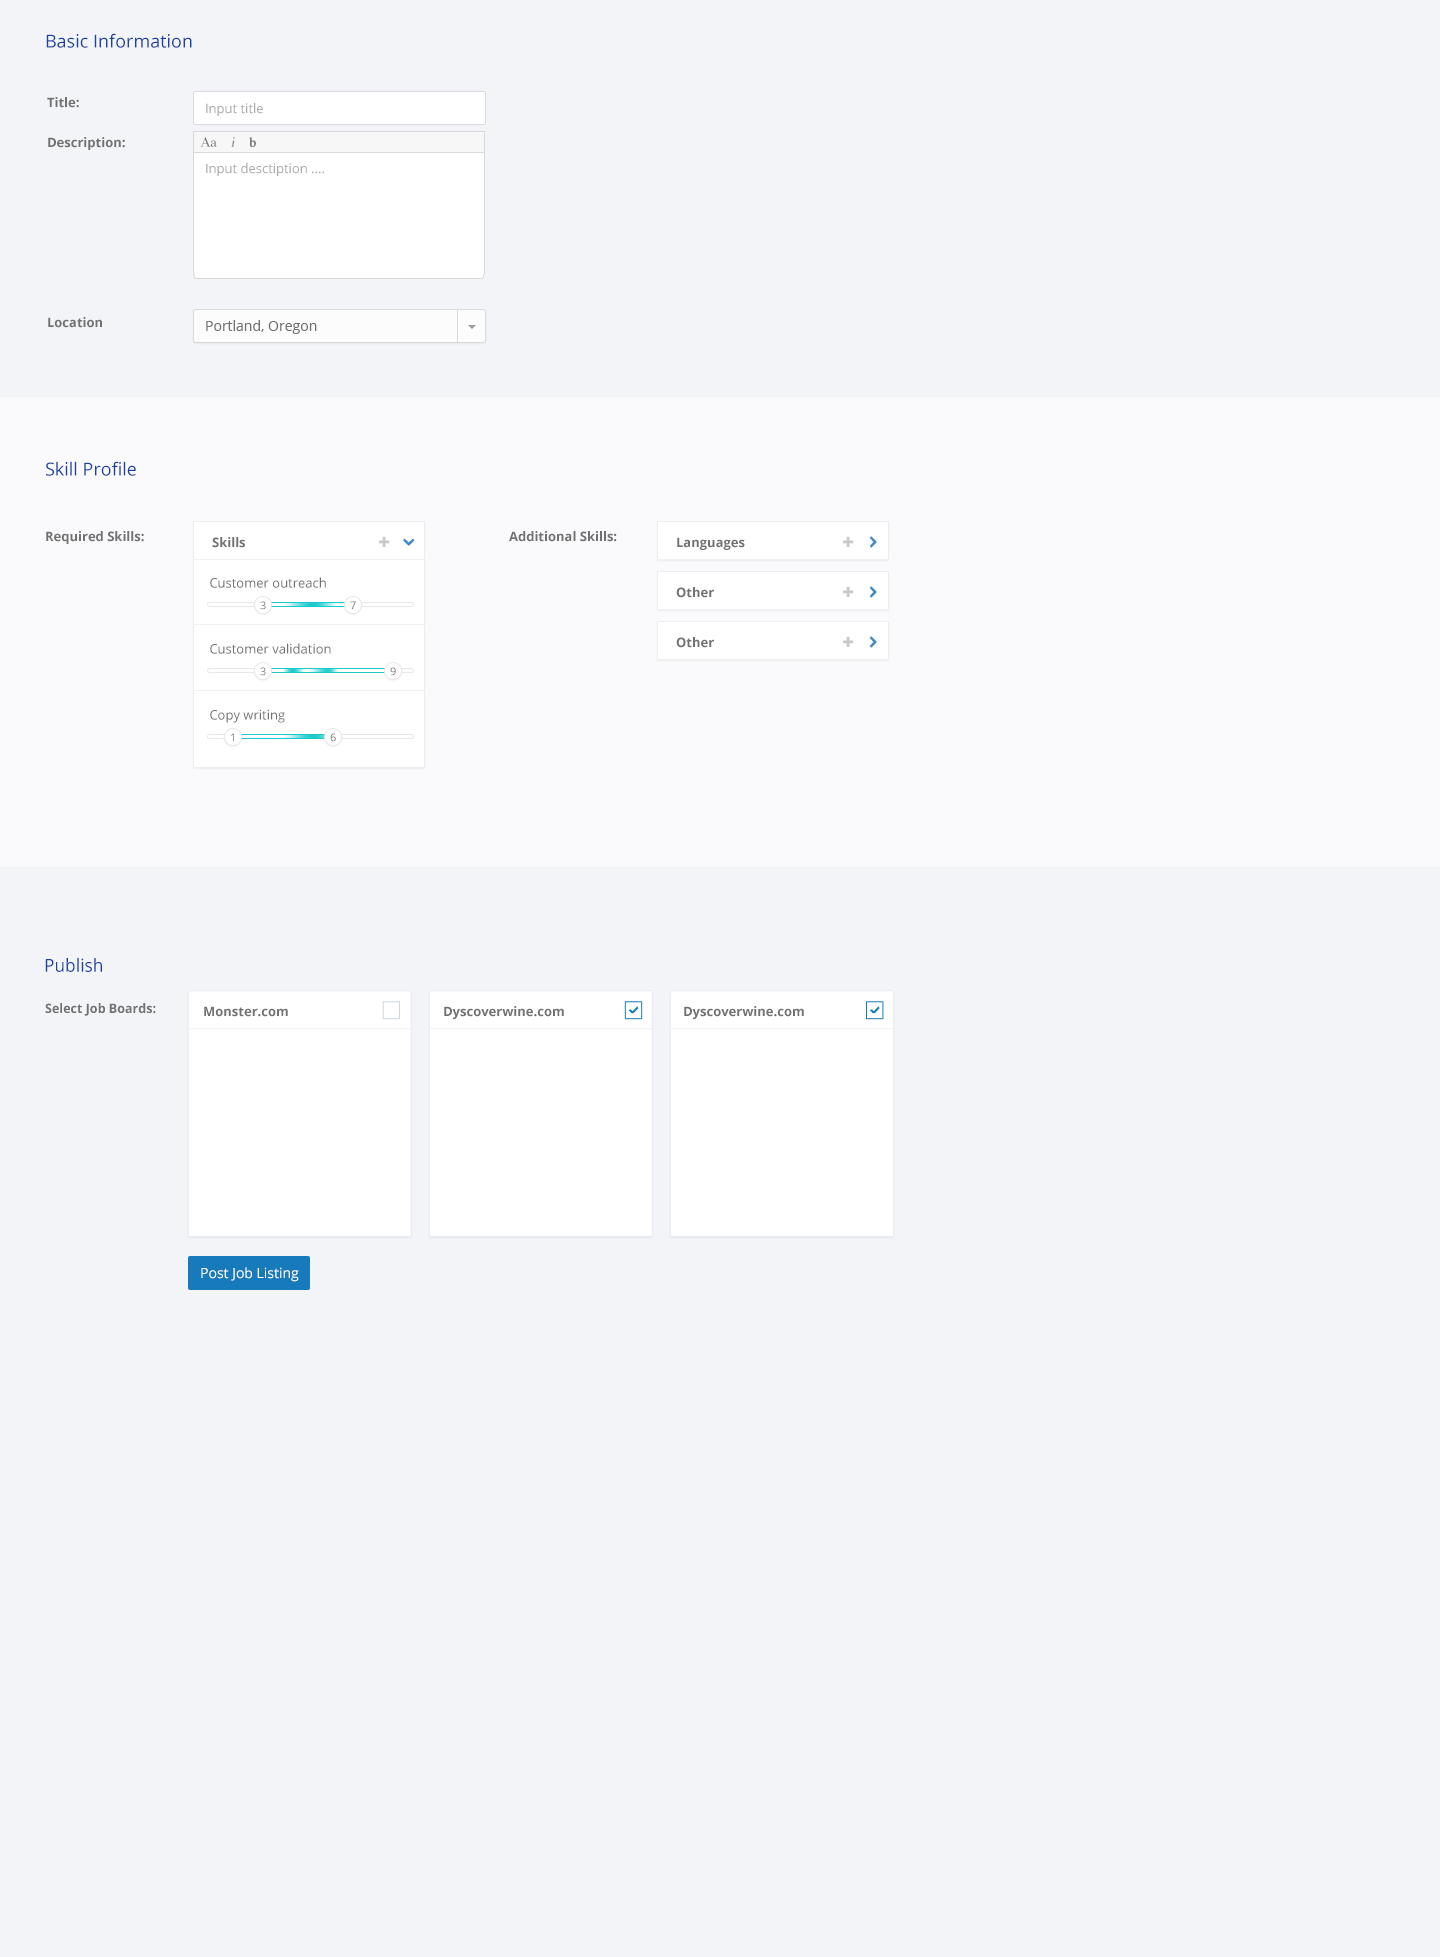 Basic Information
Title:
Input title
Description:
Aa i b
Input desctiption ....
Location
Portland, Oregon
Skill Profile
Required Skills:
Skills
Customer outreach
3 7
Customer validation
3 9
Copy writing
1 6
Additional Skills:
Languages
Other
Other
Publish
Select Job Boards:
Monster.com
Dyscoverwine.com
Dyscoverwine.com
Post Job Listing